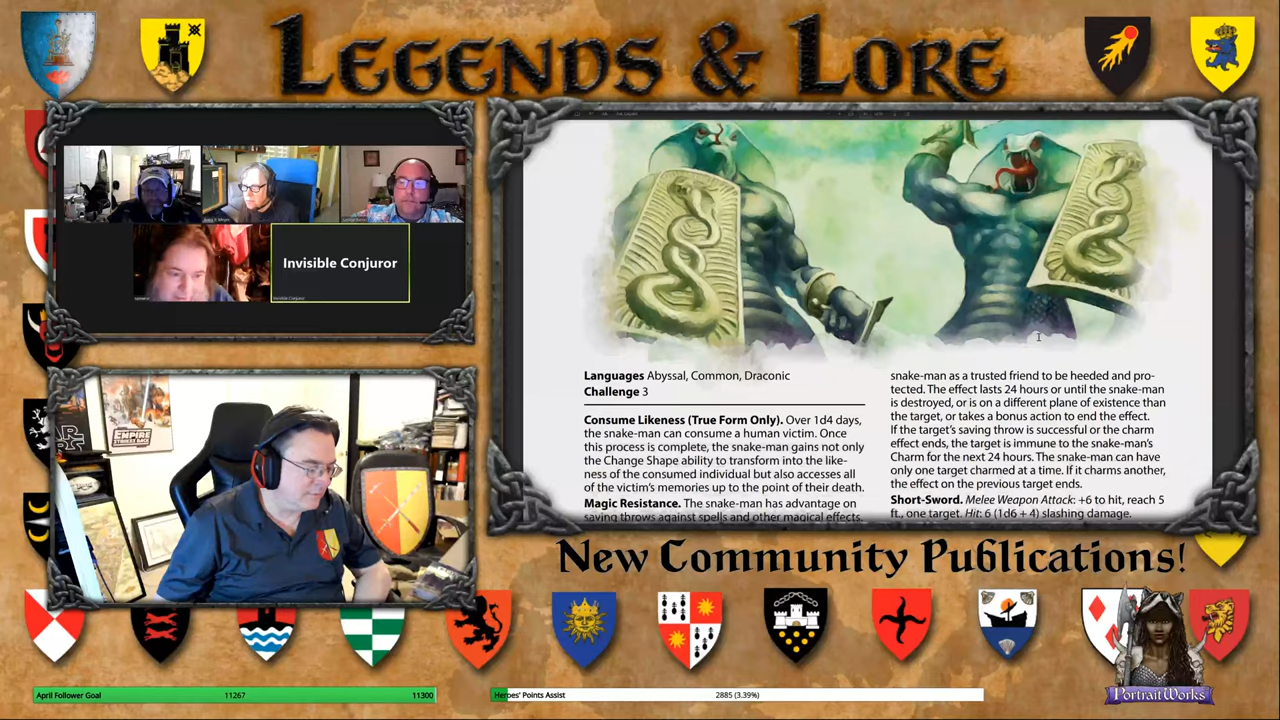 LEGENDS & LORE
Invisible Conjuror
Invisible Conjuror
STAR
WARS
THE
EMPIRE
STRIKES BACK
Languages Abyssal, Common, Draconic
Challenge 3
Consume Likeness (True Form Only). Over 1d4 days,
the snake-man can consume a human victim. Once
this process is complete, the snake-man gains not only
the Change Shape ability to transform into the like-
ness of the consumed individual but also accesses all
of the victim's memories up to the point of their death.
Magic Resistance. The snake-man has advantage on
saving throws against spells and other magical effects.
snake-man as a trusted friend to be heeded and pro-
tected. The effect lasts 24 hours or until the snake-man
is destroyed, or is on a different plane of existence than
the target, or takes a bonus action to end the effect.
If the target's saving throw is successful or the charm
effect ends, the target is immune to the snake-man's
Charm for the next 24 hours. The snake-man can have
only one target charmed at a time. If it charms another,
the effect on the previous target ends.
Short-Sword. Melee Weapon Attack: +6 to hit, reach 5
ft., one target. Hit: 6 (1d6 + 4) slashing damage.
New Community Publications!
April Follower Goal 11267 11300
Heroes' Points Assist 2885 (3.39%)
PortraitWorks